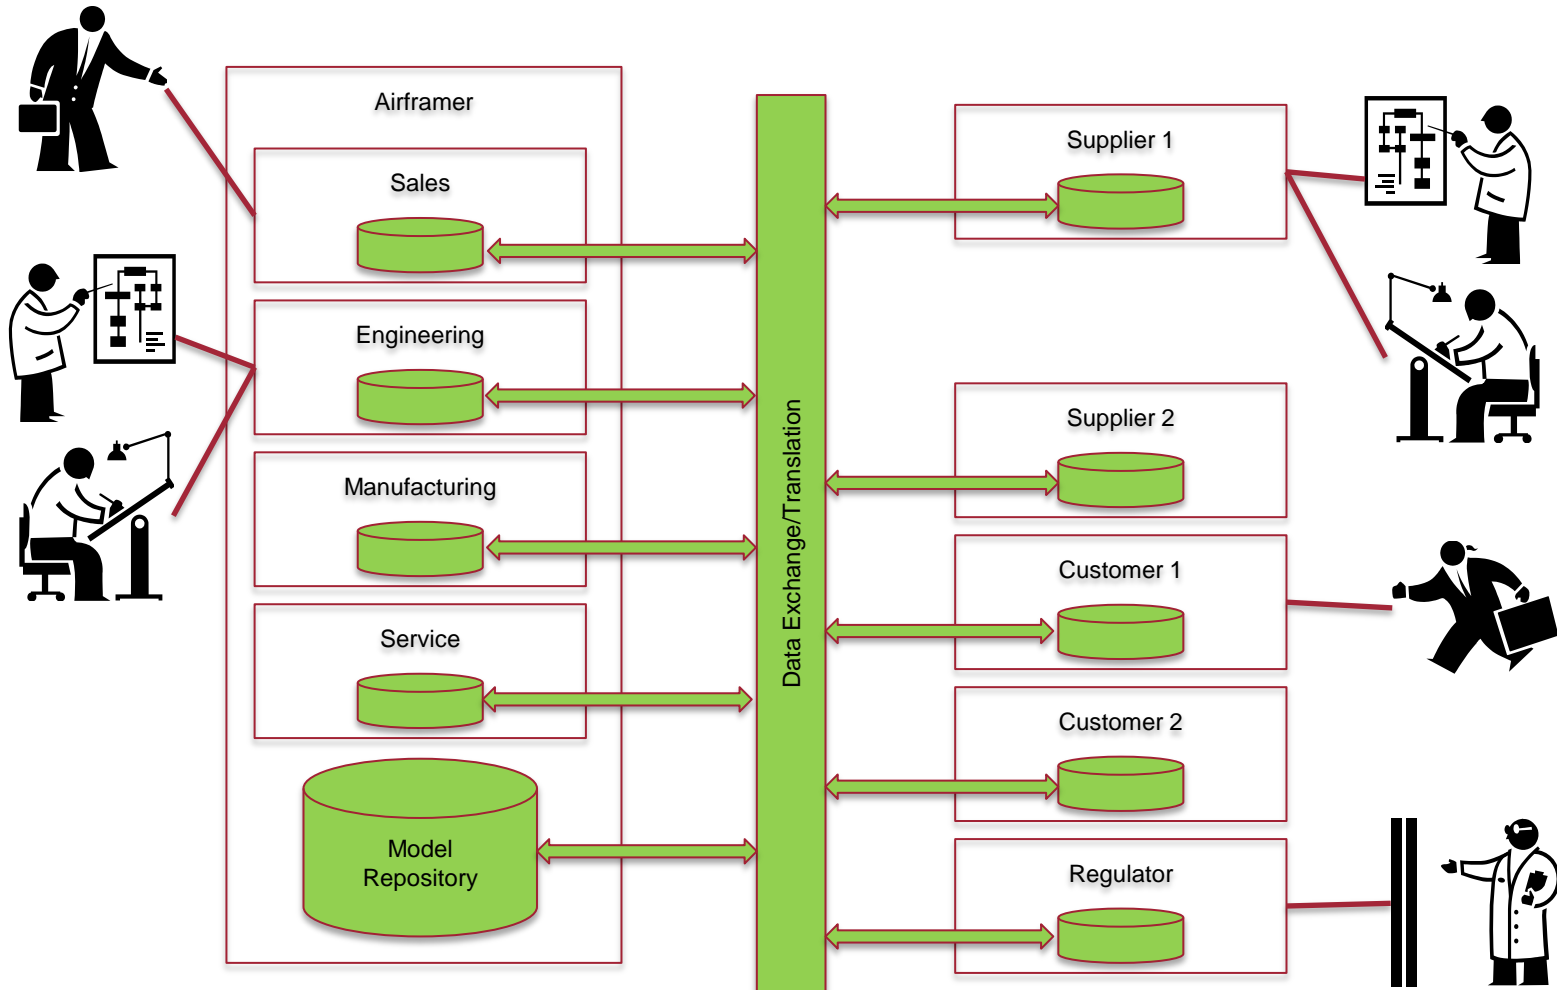 Airframer
Sales
Engineering
Manufacturing
Service
Model
Repository
Data Exchange/Translation
Supplier 1
Supplier 2
Customer 1
Customer 2
Regulator